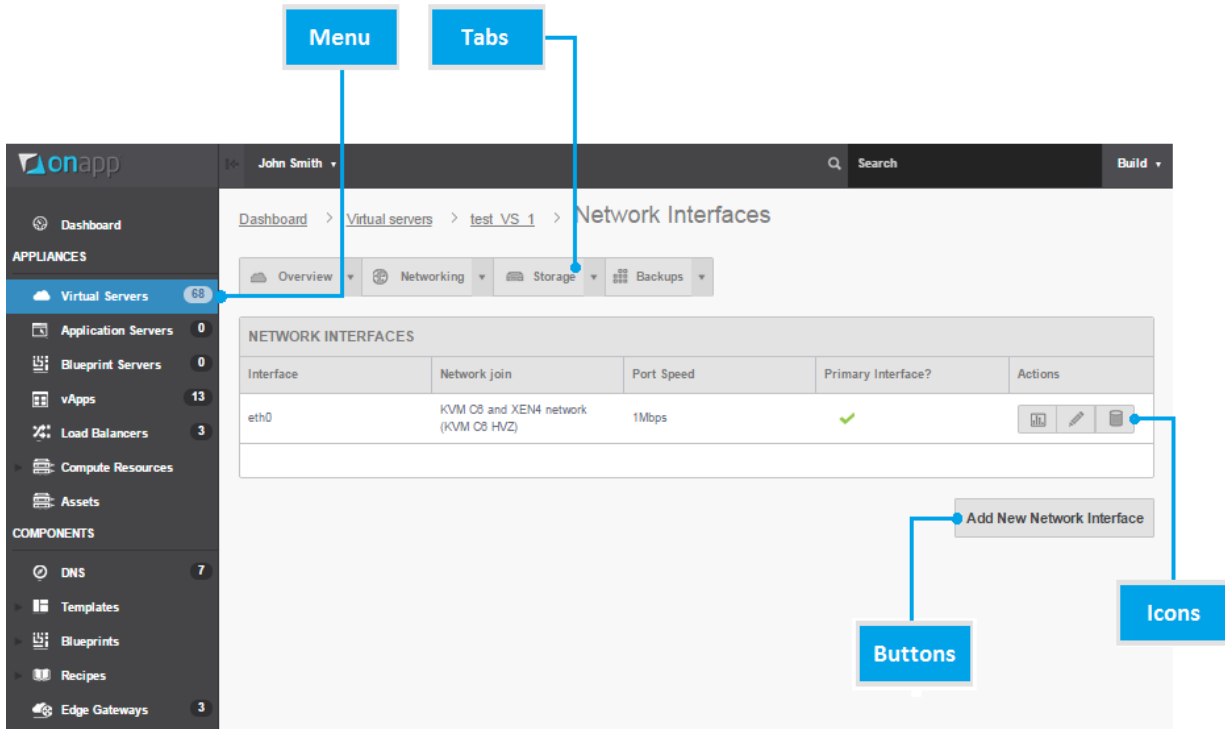 Menu
Tabs
onapp
John Smith
Search
Build
Dashboard
APPLIANCES
Virtual Servers 68
Application Servers 0
Blueprint Servers 0
vApps 13
Load Balancers 3
Compute Resources
Assets
COMPONENTS
DNS 7
Templates
Blueprints
Recipes
Edge Gateways 3
Dashboard > Virtual servers > test_VS_1 > Network Interfaces
Overview Networking Storage Backups
NETWORK INTERFACES
Interface Network join Port Speed Primary Interface? Actions
eth0 KVM C6 and XEN4 network 1Mbps
(KVM C6 HVZ)
Add New Network Interface
Icons
Buttons